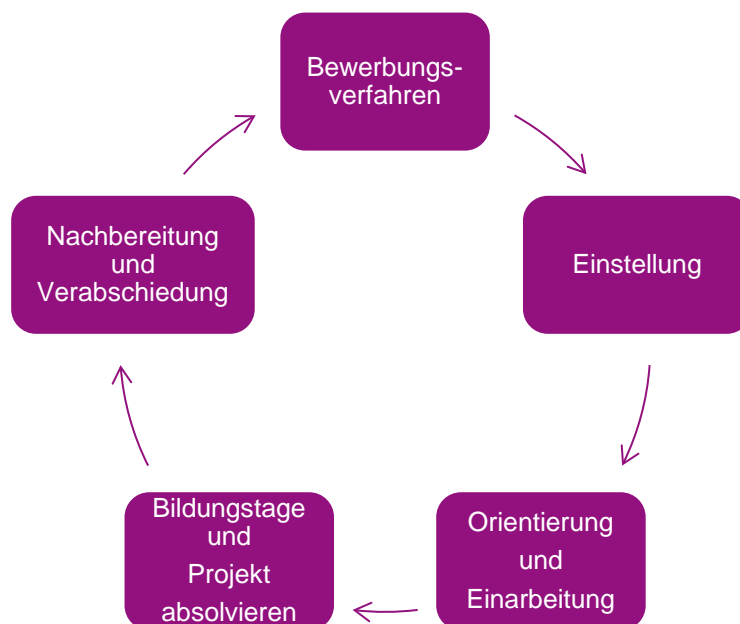 Bewerbungs-
verfahren
Einstellung
Orientierung
und
Einarbeitung
Bildungstage
und
Projekt
absolvieren
Nachbereitung
und
Verabschiedung